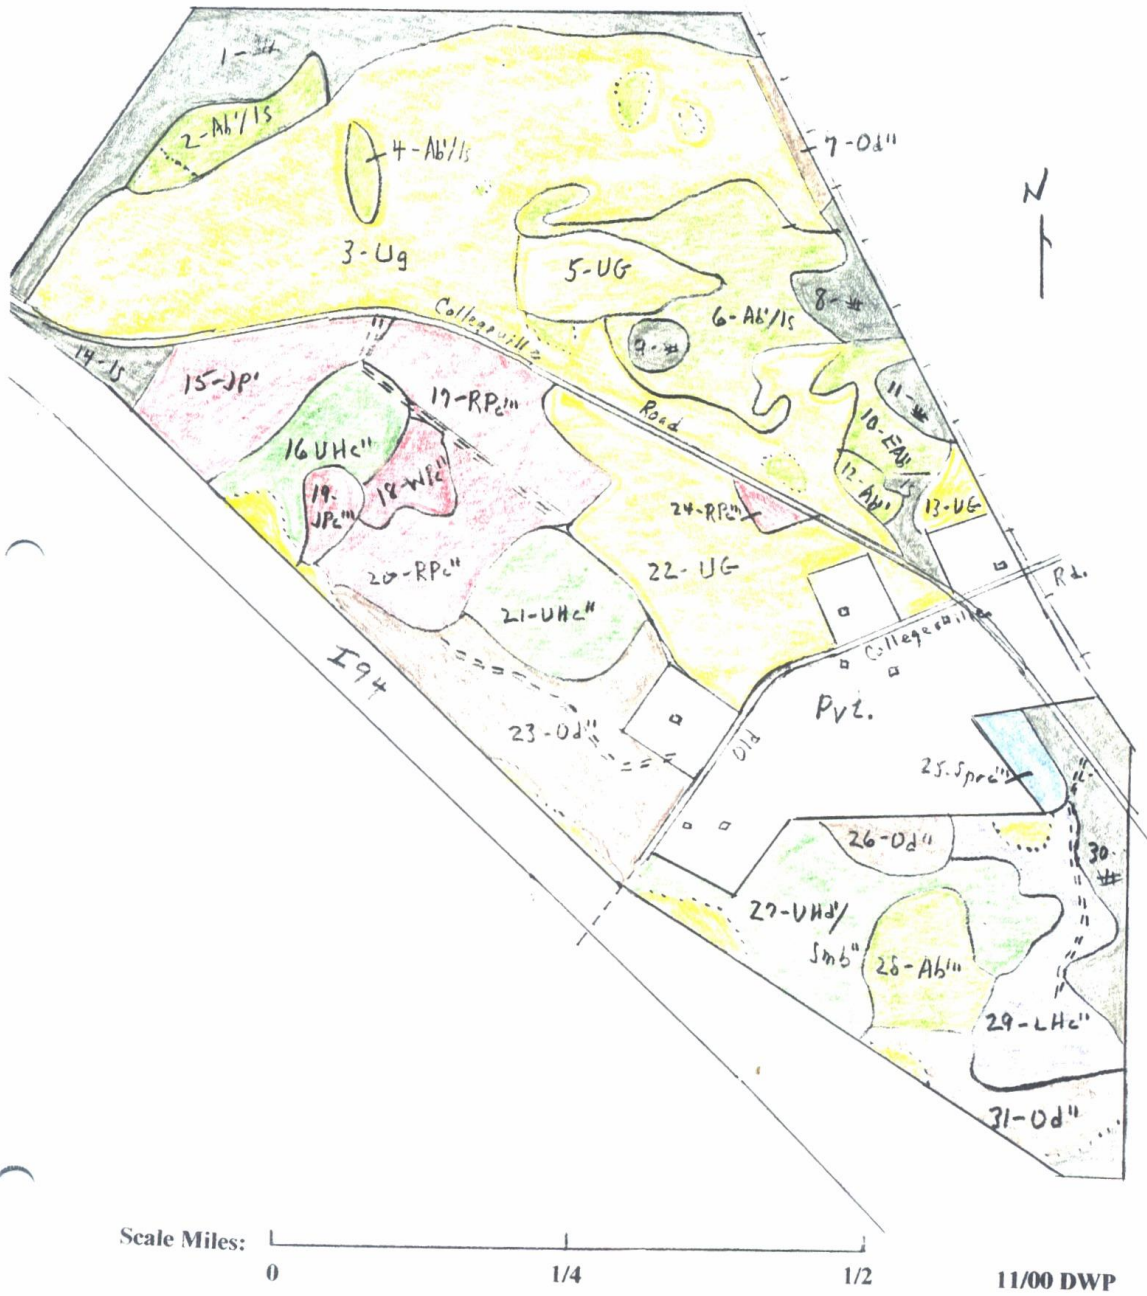 1-#
2-Ab'/ls
4-Ab'/ls
7-Od"
N
3-Ug
5-UG
Collegeville
6-Ab'/ls
8-#
9-#
14-ls
15-JP'
17-RPc'''
Road
11-#
10-EAb'
16 UHc"
18-WPc"
12-Ab"
ls
19-JPc'''
24-RPc'''
13-UG
20-RPc"
22-UG
21-UHc"
Rd.
Collegeville
I94
Pvt.
23-Od"
Old
25-Sprc'''
26-Od"
30-
#
27-UHd'/
Smb"
28-Ab'''
29-LHc"
31-Od"
Scale Miles:
0
1/4
1/2
11/00 DWP